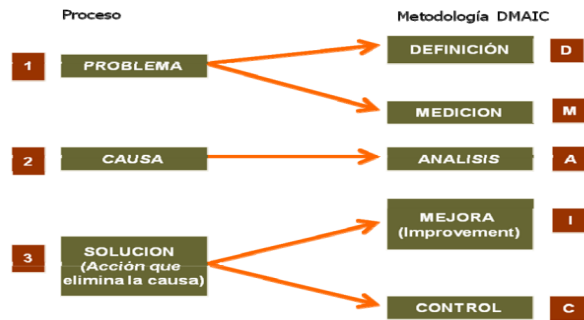 Proceso
Metodología DMAIC
1
PROBLEMA
DEFINICIÓN
D
MEDICION
M
2
CAUSA
ANALISIS
A
3
SOLUCION
(Acción que
elimina la causa)
MEJORA
(Improvement)
I
CONTROL
C